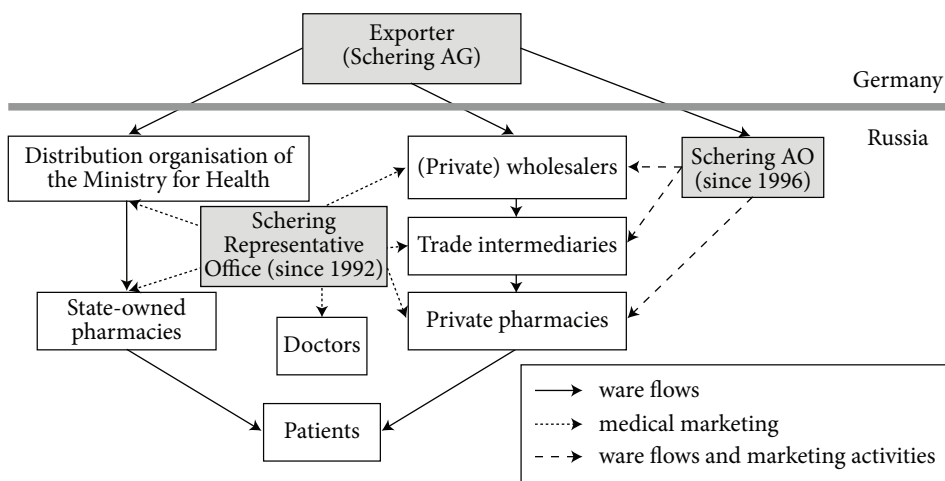 Exporter
(Schering AG)
Germany
Russia
Distribution organisation of
the Ministry for Health
(Private) wholesalers
Schering AO
(since 1996)
Schering
Representative
Office (since 1992)
Trade intermediaries
State-owned
pharmacies
Doctors
Private pharmacies
Patients
ware flows
medical marketing
ware flows and marketing activities